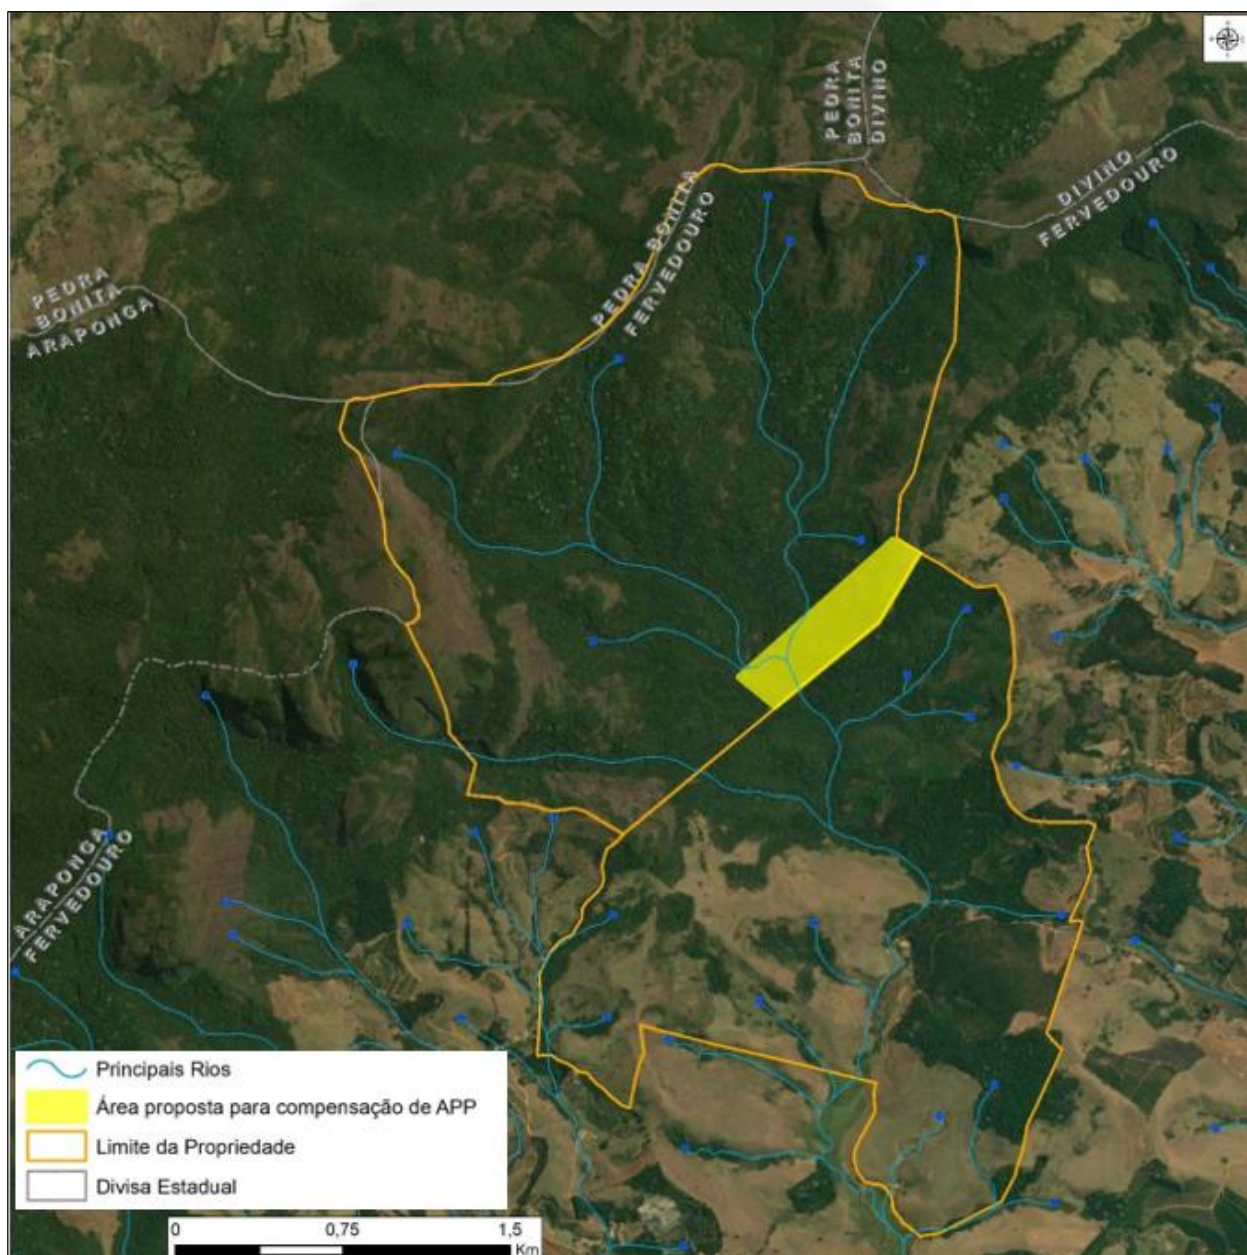 PEDRA
BONITA
DIVINO
DIVINO
FERVEDOURO
PEDRA BONITA
FERVEDOURO
PEDRA
BONITA
ARAPONGA
ARAPONGA
FERVEDOURO
Principais Rios
Área proposta para compensação de APP
Limite da Propriedade
Divisa Estadual
0 0,75 1,5
Km